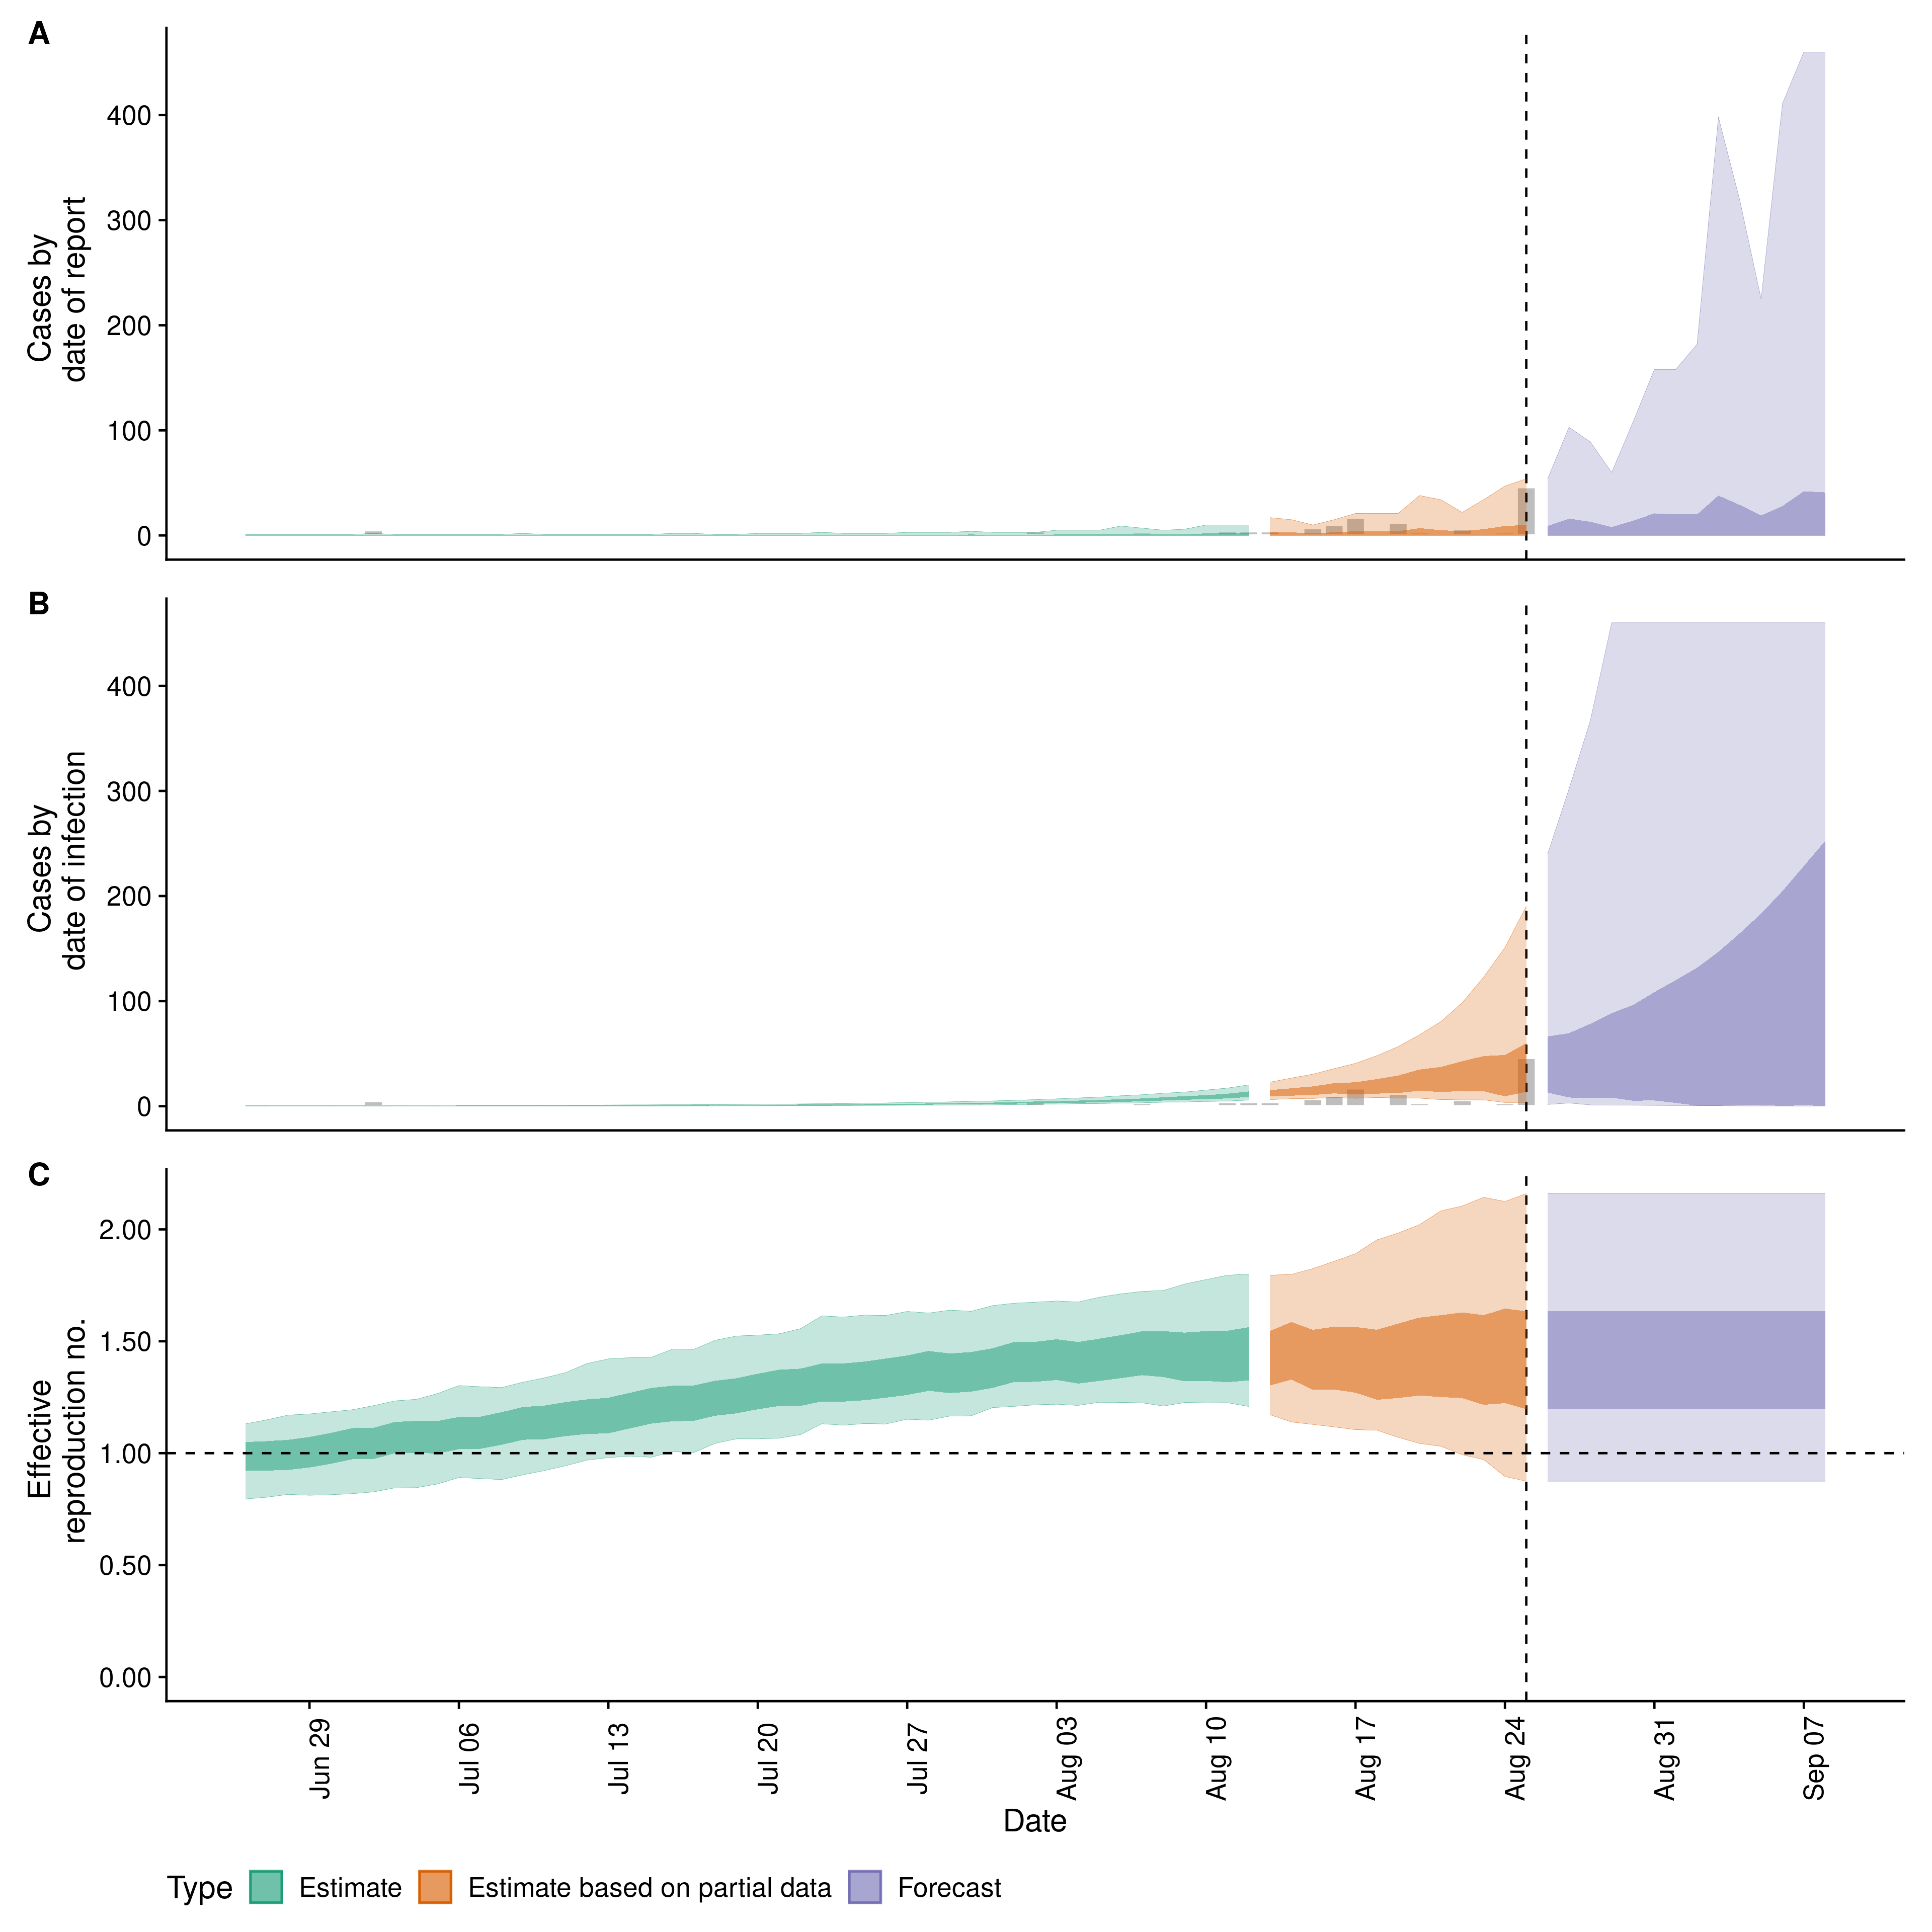 A
Cases by
date of report
400
300
200
100
0
B
Cases by
date of infection
400
300
200
100
0
C
Effective
reproduction no.
2.00
1.50
1.00
0.50
0.00
Jun 29
Jul 06
Jul 13
Jul 20
Jul 27
Aug 03
Aug 10
Aug 17
Aug 24
Aug 31
Sep 07
Date
Type Estimate Estimate based on partial data Forecast